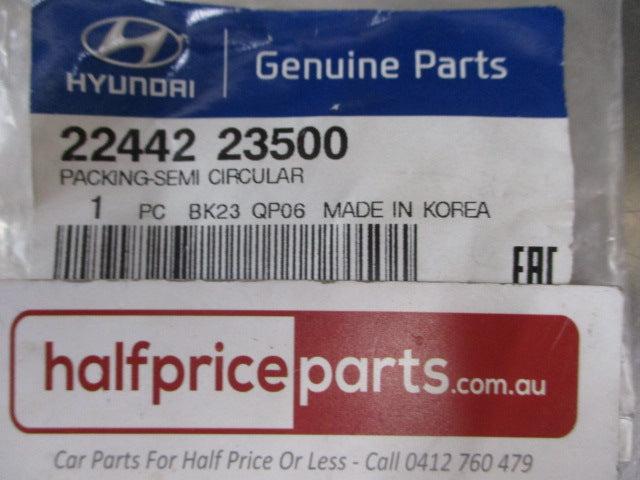 HYUNDAI
Genuine Parts
22442 23500
PACKING-SEMI CIRCULAR
1 PC BK23 QP06 MADE IN KOREA
EAC
halfpriceparts.com.au
Car Parts For Half Price Or Less - Call 0412 760 479